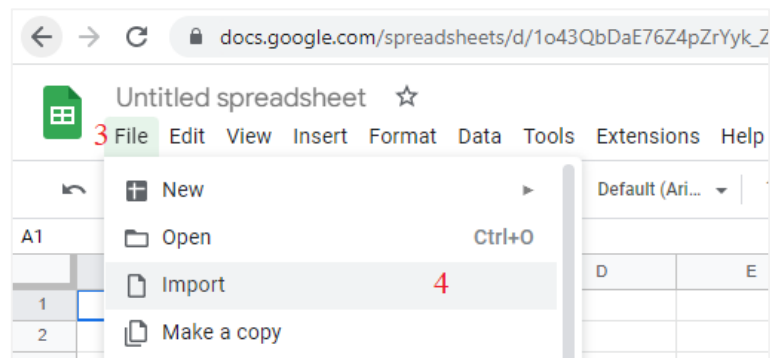 docs.google.com/spreadsheets/d/1o43QbDaE76Z4pZrYyk_Z
Untitled spreadsheet
3 File Edit View Insert Format Data Tools Extensions Help
New Default (Ari...
A1 Open Ctrl+O
Import 4 D E
1
2 Make a copy